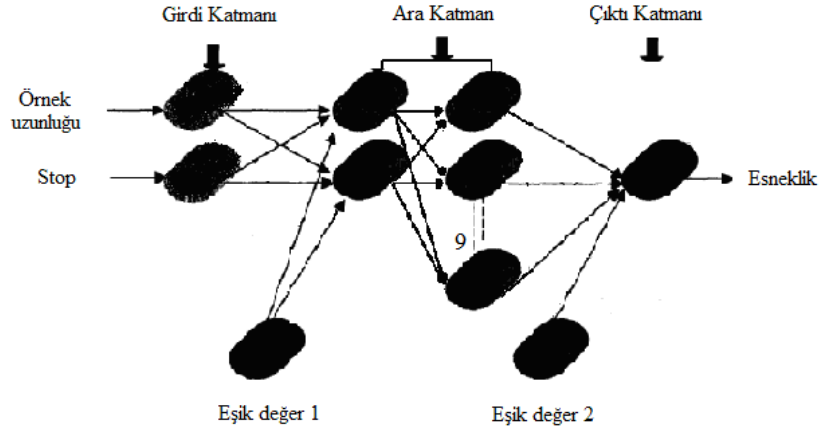 Girdi Katmanı
Ara Katman
Çıktı Katmanı
Örnek
uzunluğu
Stop
Esneklik
9
Eşik değer 1
Eşik değer 2